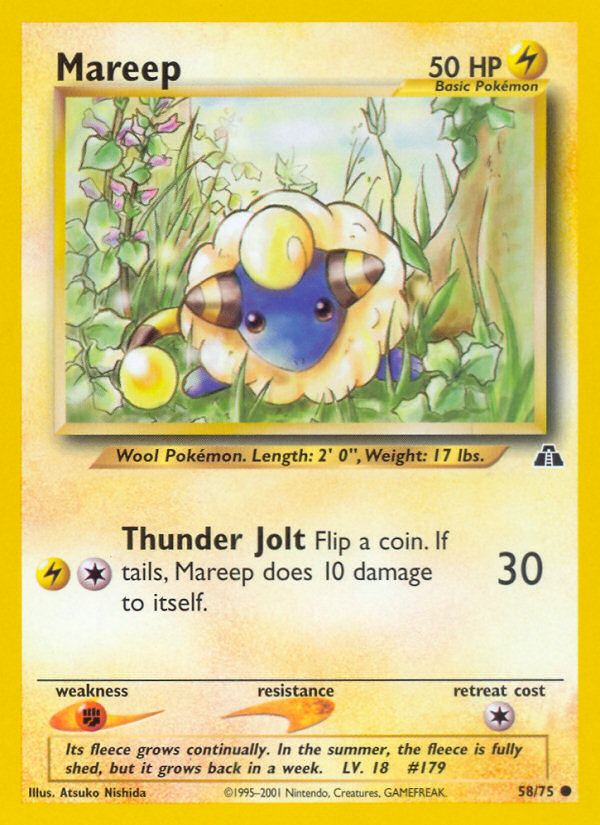 Mareep
50 HP
Basic Pokémon
Wool Pokémon. Length: 2' 0", Weight: 17 lbs.
Thunder Jolt Flip a coin. If
tails, Mareep does 10 damage
to itself.
30
weakness
resistance
retreat cost
Its fleece grows continually. In the summer, the fleece is fully
shed, but it grows back in a week. LV. 18 #179
Illus. Atsuko Nishida
©1995-2001 Nintendo, Creatures, GAMEFREAK.
58/75